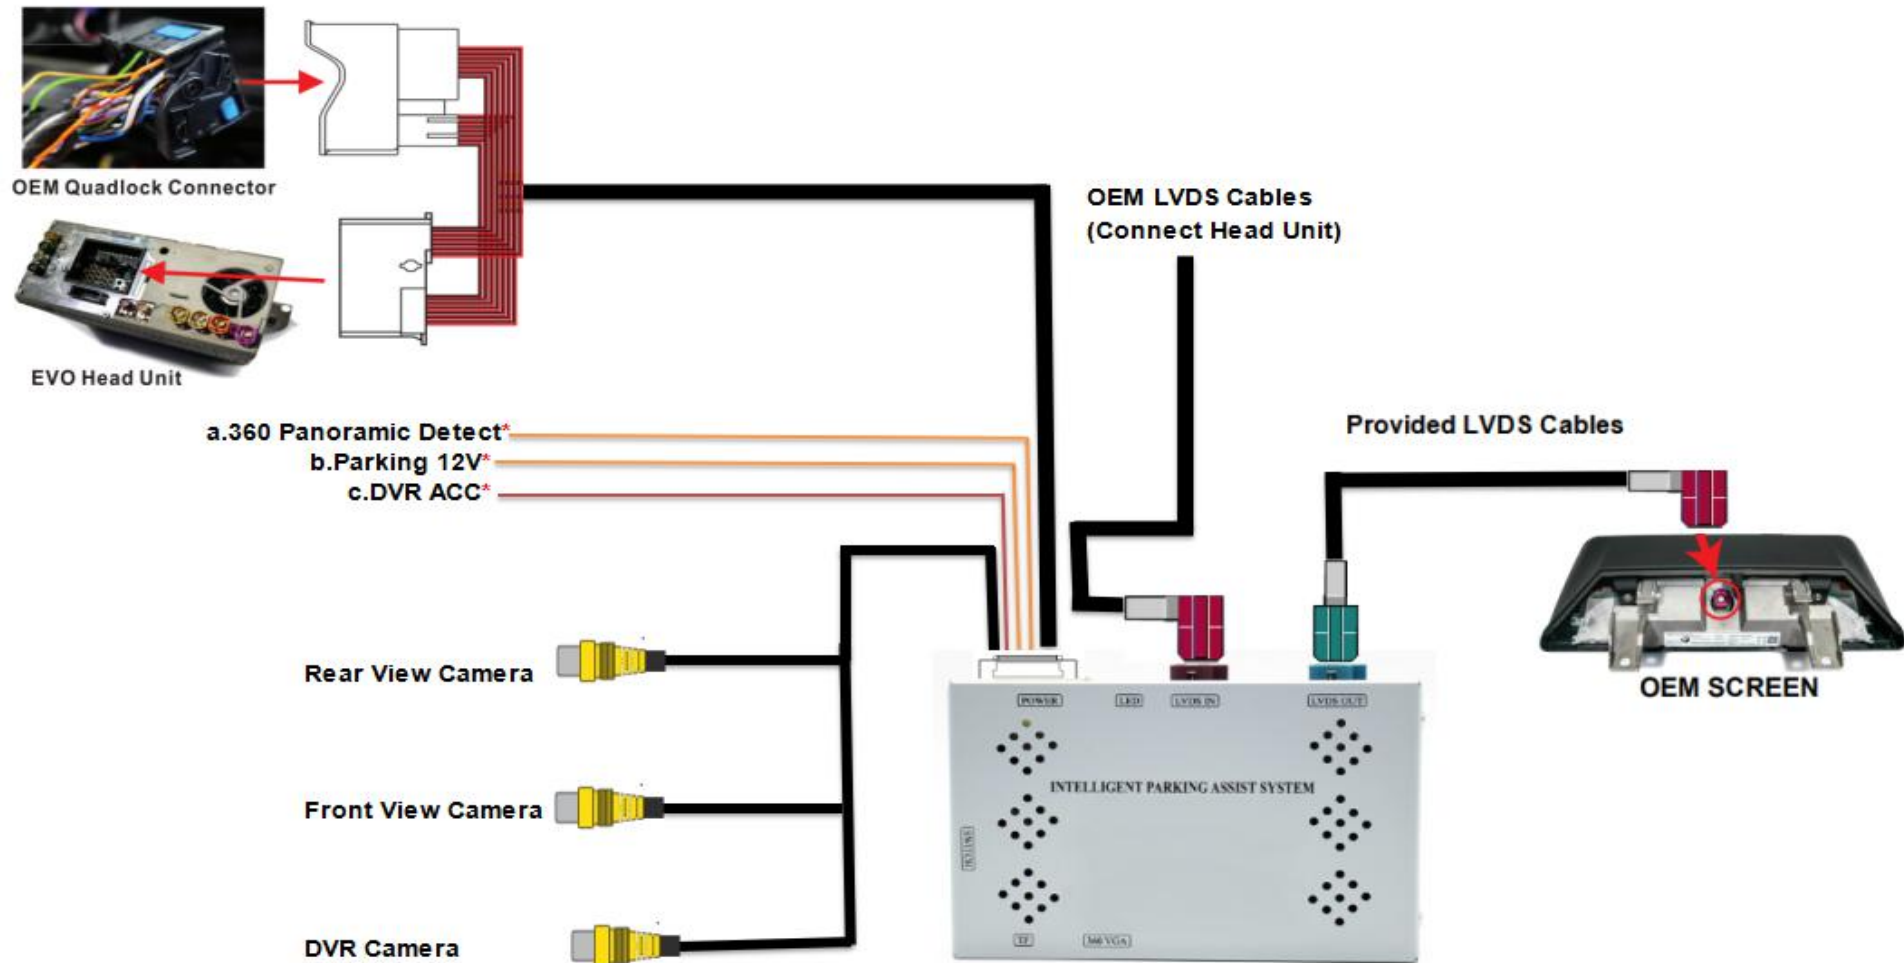 OEM Quadlock Connector
EVO Head Unit
OEM LVDS Cables
(Connect Head Unit)
Provided LVDS Cables
a.360 Panoramic Detect*
b.Parking 12V*
c.DVR ACC*
OEM SCREEN
Rear View Camera
Front View Camera
DVR Camera
POWER
LED
LVDS IN
LVDS OUT
INTELLIGENT PARKING ASSIST SYSTEM
SWITCH
TF
360 VGA